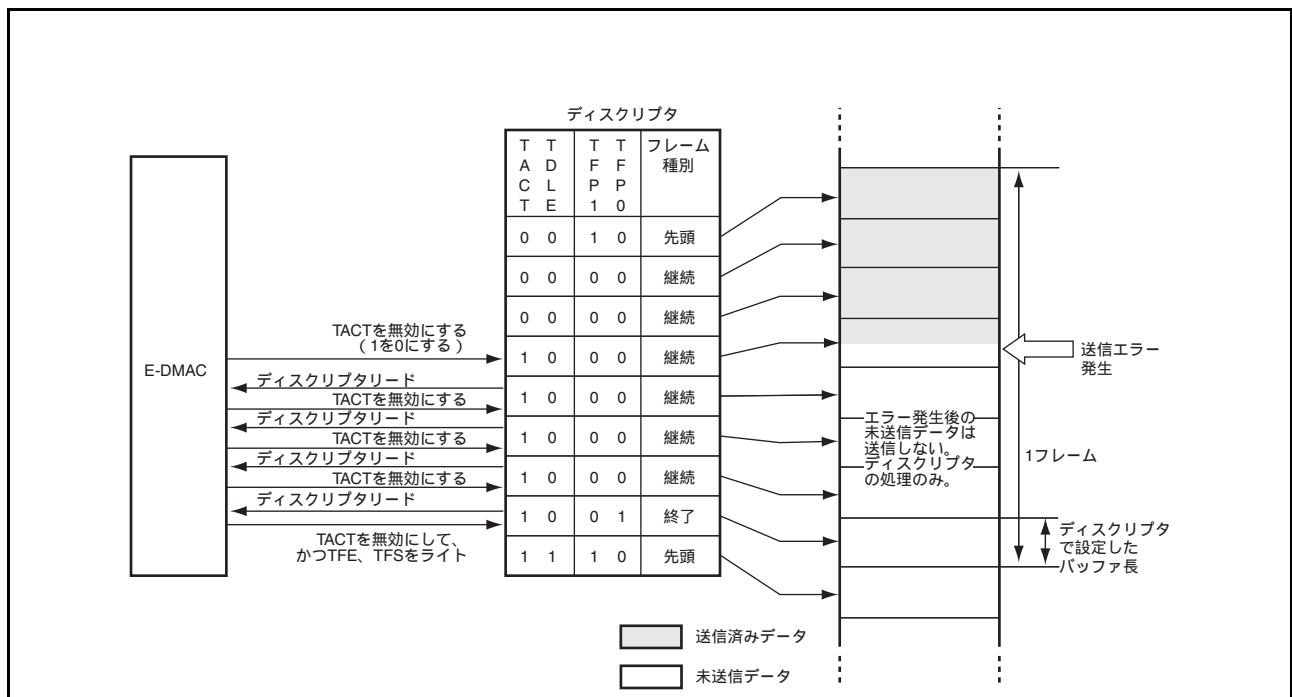 ディスクリプタ
T T T T フレーム
A D F F 種別
C L P P
T E 1 0
0 0 1 0 先頭
0 0 0 0 継続
0 0 0 0 継続
1 0 0 0 継続
1 0 0 0 継続
1 0 0 0 継続
1 0 0 0 継続
1 0 0 1 終了
1 1 1 0 先頭
E-DMAC
TACTを無効にする
(1を0にする)
ディスクリプタリード
TACTを無効にする
ディスクリプタリード
TACTを無効にする
ディスクリプタリード
TACTを無効にする
ディスクリプタリード
TACTを無効にして、
かつTFE、TFSをライト
エラー発生後の
未送信データは
送信しない。
ディスクリプタ
の処理のみ。
送信エラー
発生
1フレーム
ディスクリプタ
で設定した
バッファ長
送信済みデータ
未送信データ